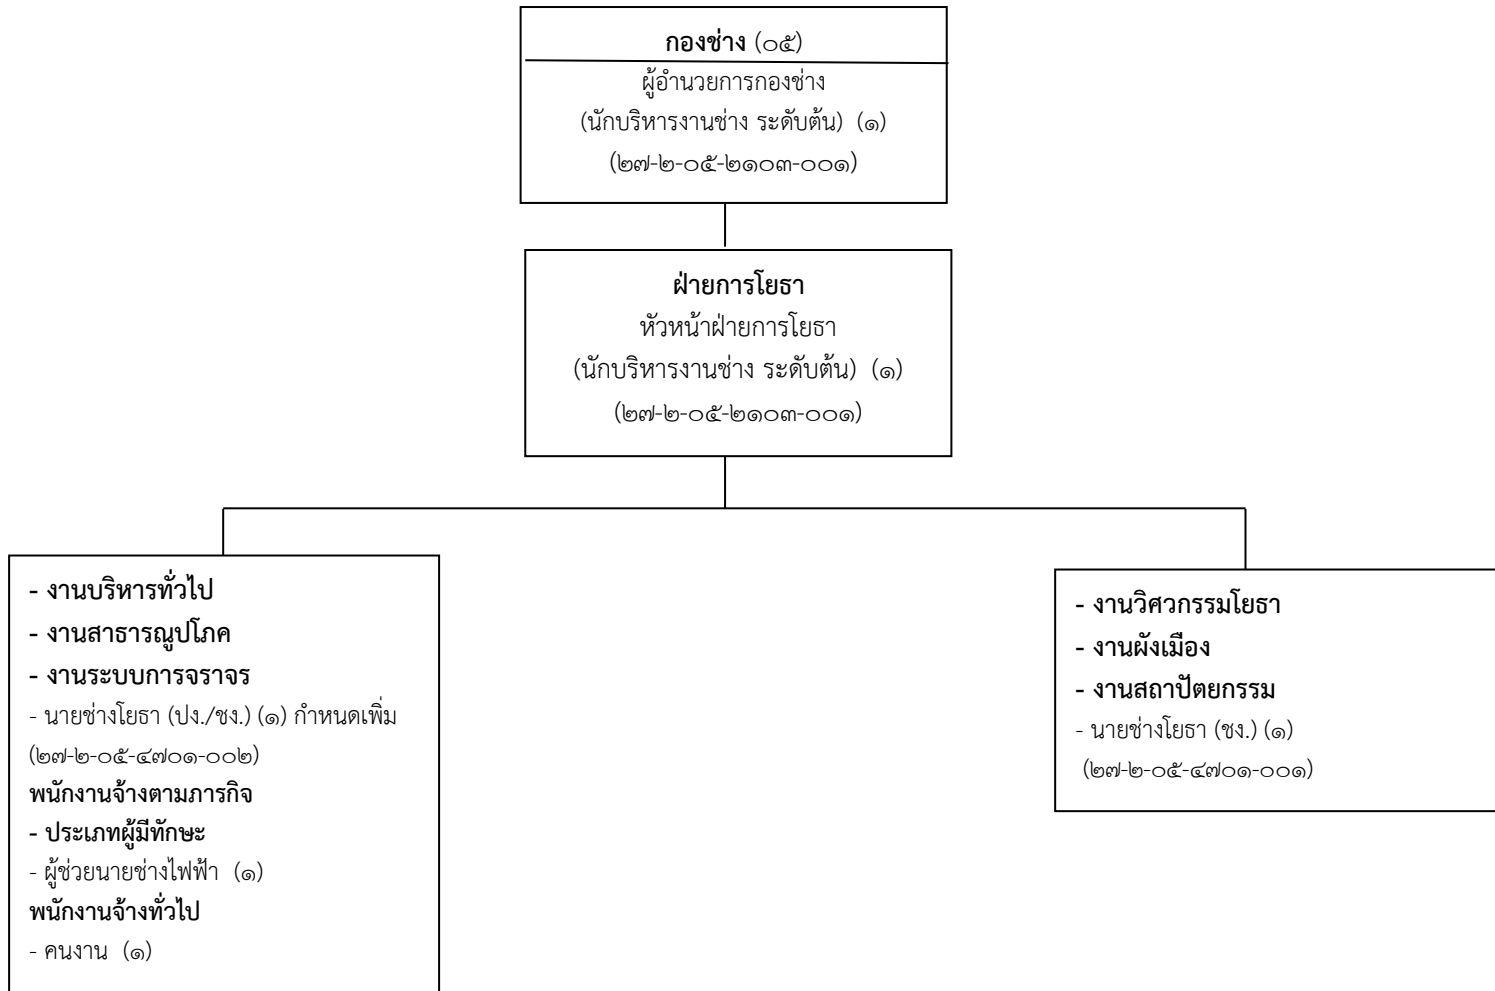 กองช่าง (๐๕)
ผู้อำนวยการกองช่าง
(นักบริหารงานช่าง ระดับต้น) (๑)
(๒๗-๒-๐๕-๒๑๐๓-๐๐๑)
ฝ่ายการโยธา
หัวหน้าฝ่ายการโยธา
(นักบริหารงานช่าง ระดับต้น) (๑)
(๒๗-๒-๐๕-๒๑๐๓-๐๐๑)
- งานบริหารทั่วไป
- งานสาธารณูปโภค
- งานระบบการจราจร
- นายช่างโยธา (ปง./ชง.) (๑) กำหนดเพิ่ม
(๒๗-๒-๐๕-๔๗๐๑-๐๐๒)
พนักงานจ้างตามภารกิจ
- ประเภทผู้มีทักษะ
- ผู้ช่วยนายช่างไฟฟ้า (๑)
พนักงานจ้างทั่วไป
- คนงาน (๑)
- งานวิศวกรรมโยธา
- งานผังเมือง
- งานสถาปัตยกรรม
- นายช่างโยธา (ชง.) (๑)
(๒๗-๒-๐๕-๔๗๐๑-๐๐๑)